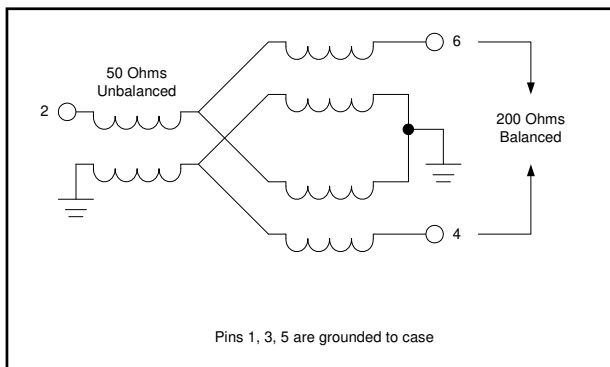 50 Ohms
Unbalanced
2
6
200 Ohms
Balanced
4
Pins 1, 3, 5 are grounded to case